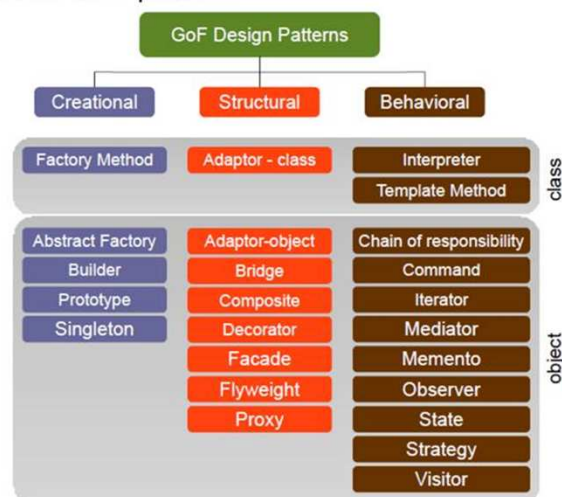 GoF Design Patterns
Creational
Structural
Behavioral
Factory Method
Adaptor - class
Interpreter
Template Method
class
Abstract Factory
Adaptor-object
Chain of responsibility
Builder
Bridge
Command
Prototype
Composite
Iterator
Singleton
Decorator
Mediator
Facade
Memento
Flyweight
Observer
Proxy
State
Strategy
Visitor
object